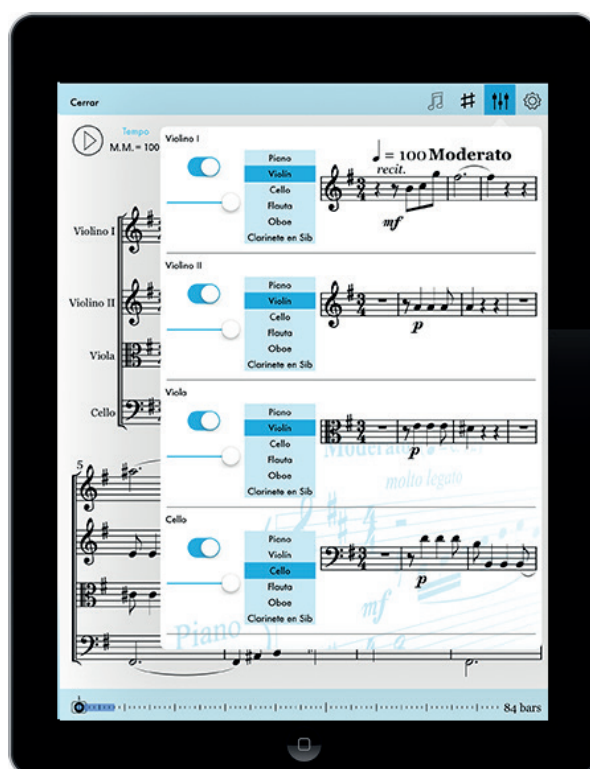 Cerrar
Tempo
M.M. = 100
Violino I
Violino II
Viola
Cello
5
Violino I
Piano
Violín
Cello
Flauta
Oboe
Clarinete en Sib
♩ = 100 Moderato
recit.
mf
Violino II
Piano
Violín
Cello
Flauta
Oboe
Clarinete en Sib
p
Viola
Piano
Violín
Cello
Flauta
Oboe
Clarinete en Sib
p
Moderato
molto legato
Cello
Piano
Violín
Cello
Flauta
Oboe
Clarinete en Sib
p
mf
Piano
1
84 bars